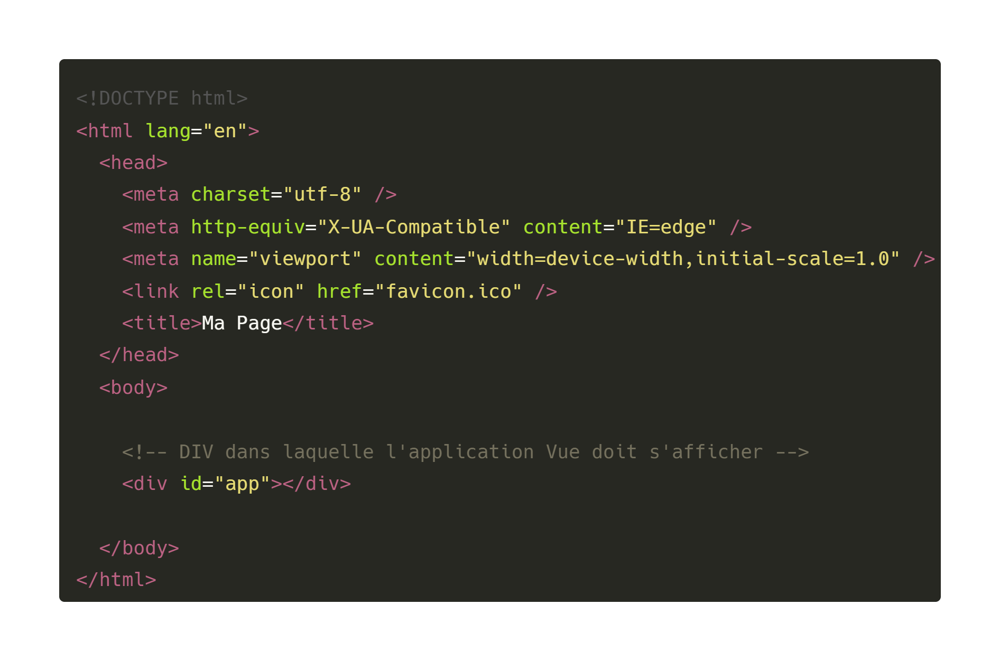 <!DOCTYPE html>
<html lang="en">
  <head>
    <meta charset="utf-8" />
    <meta http-equiv="X-UA-Compatible" content="IE=edge" />
    <meta name="viewport" content="width=device-width,initial-scale=1.0" />
    <link rel="icon" href="favicon.ico" />
    <title>Ma Page</title>
  </head>
  <body>
    <!-- DIV dans laquelle l'application Vue doit s'afficher -->
    <div id="app"></div>
  </body>
</html>